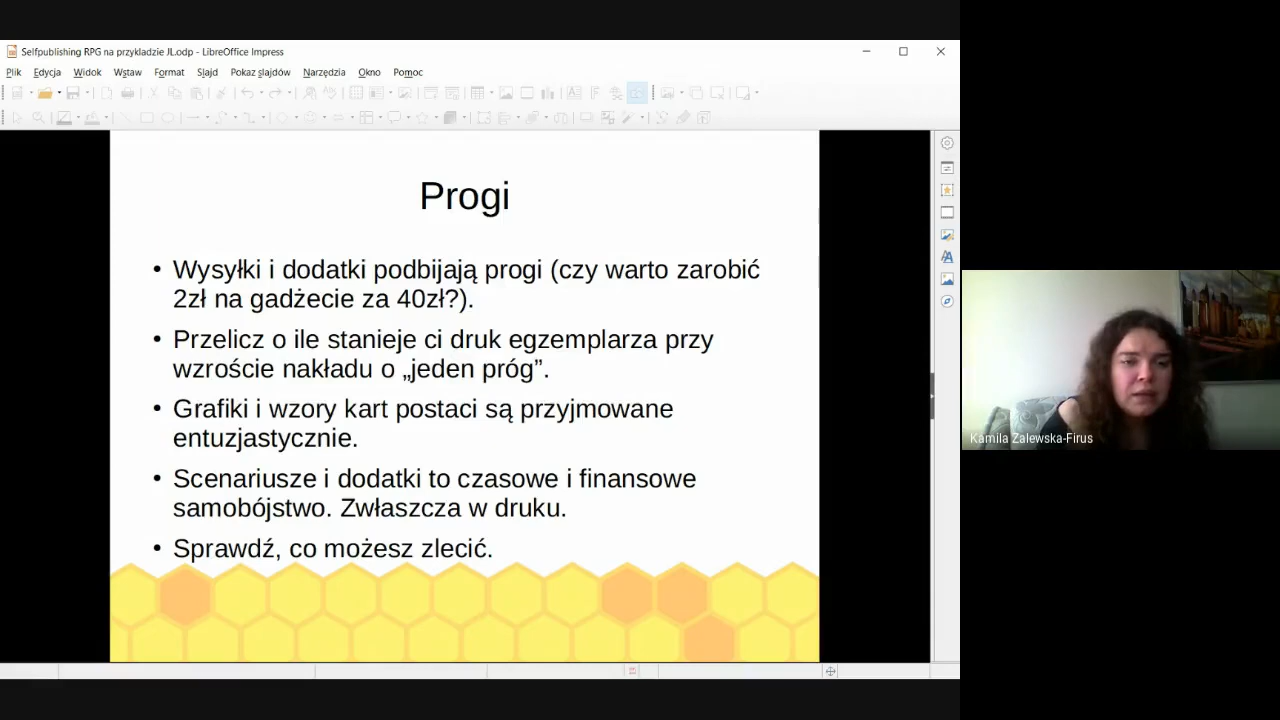 Selfpublishing RPG na przykładzie JL.odp - LibreOffice Impress
Plik Edycja Widok Wstaw Format Slajd Pokaz slajdów Narzędzia Okno Pomoc
Progi
• Wysyłki i dodatki podbijają progi (czy warto zarobić
2zł na gadżecie za 40zł?).
• Przelicz o ile stanieje ci druk egzemplarza przy
wzroście nakładu o „jeden próg”.
• Grafiki i wzory kart postaci są przyjmowane
entuzjastycznie.
• Scenariusze i dodatki to czasowe i finansowe
samobójstwo. Zwłaszcza w druku.
• Sprawdź, co możesz zlecić.
Kamila Zalewska-Firus